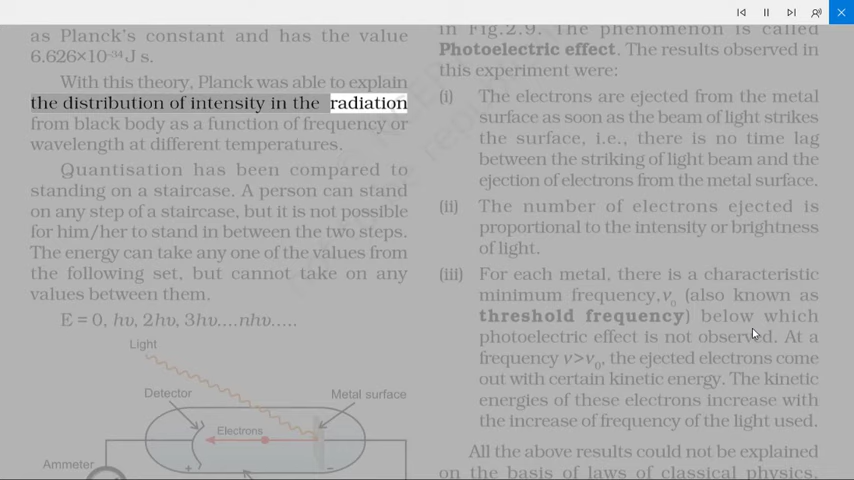 as Planck's constant and has the value
6.626×10⁻³⁴J s.
With this theory, Planck was able to explain
the distribution of intensity in the radiation
from black body as a function of frequency or
wavelength at different temperatures.
Quantisation has been compared to
standing on a staircase. A person can stand
on any step of a staircase, but it is not possible
for him/her to stand in between the two steps.
The energy can take any one of the values from
the following set, but cannot take on any
values between them.
E = 0, hυ, 2hυ, 3hυ....nhυ.....
Light
Detector
Metal surface
Electrons
Ammeter
+
–
in Fig.2.9. The phenomenon is called
Photoelectric effect. The results observed in
this experiment were:
(i) The electrons are ejected from the metal
surface as soon as the beam of light strikes
the surface, i.e., there is no time lag
between the striking of light beam and the
ejection of electrons from the metal surface.
(ii) The number of electrons ejected is
proportional to the intensity or brightness
of light.
(iii) For each metal, there is a characteristic
minimum frequency,ν₀ (also known as
threshold frequency) below which
photoelectric effect is not observed. At a
frequency ν>ν₀, the ejected electrons come
out with certain kinetic energy. The kinetic
energies of these electrons increase with
the increase of frequency of the light used.
All the above results could not be explained
on the basis of laws of classical physics.